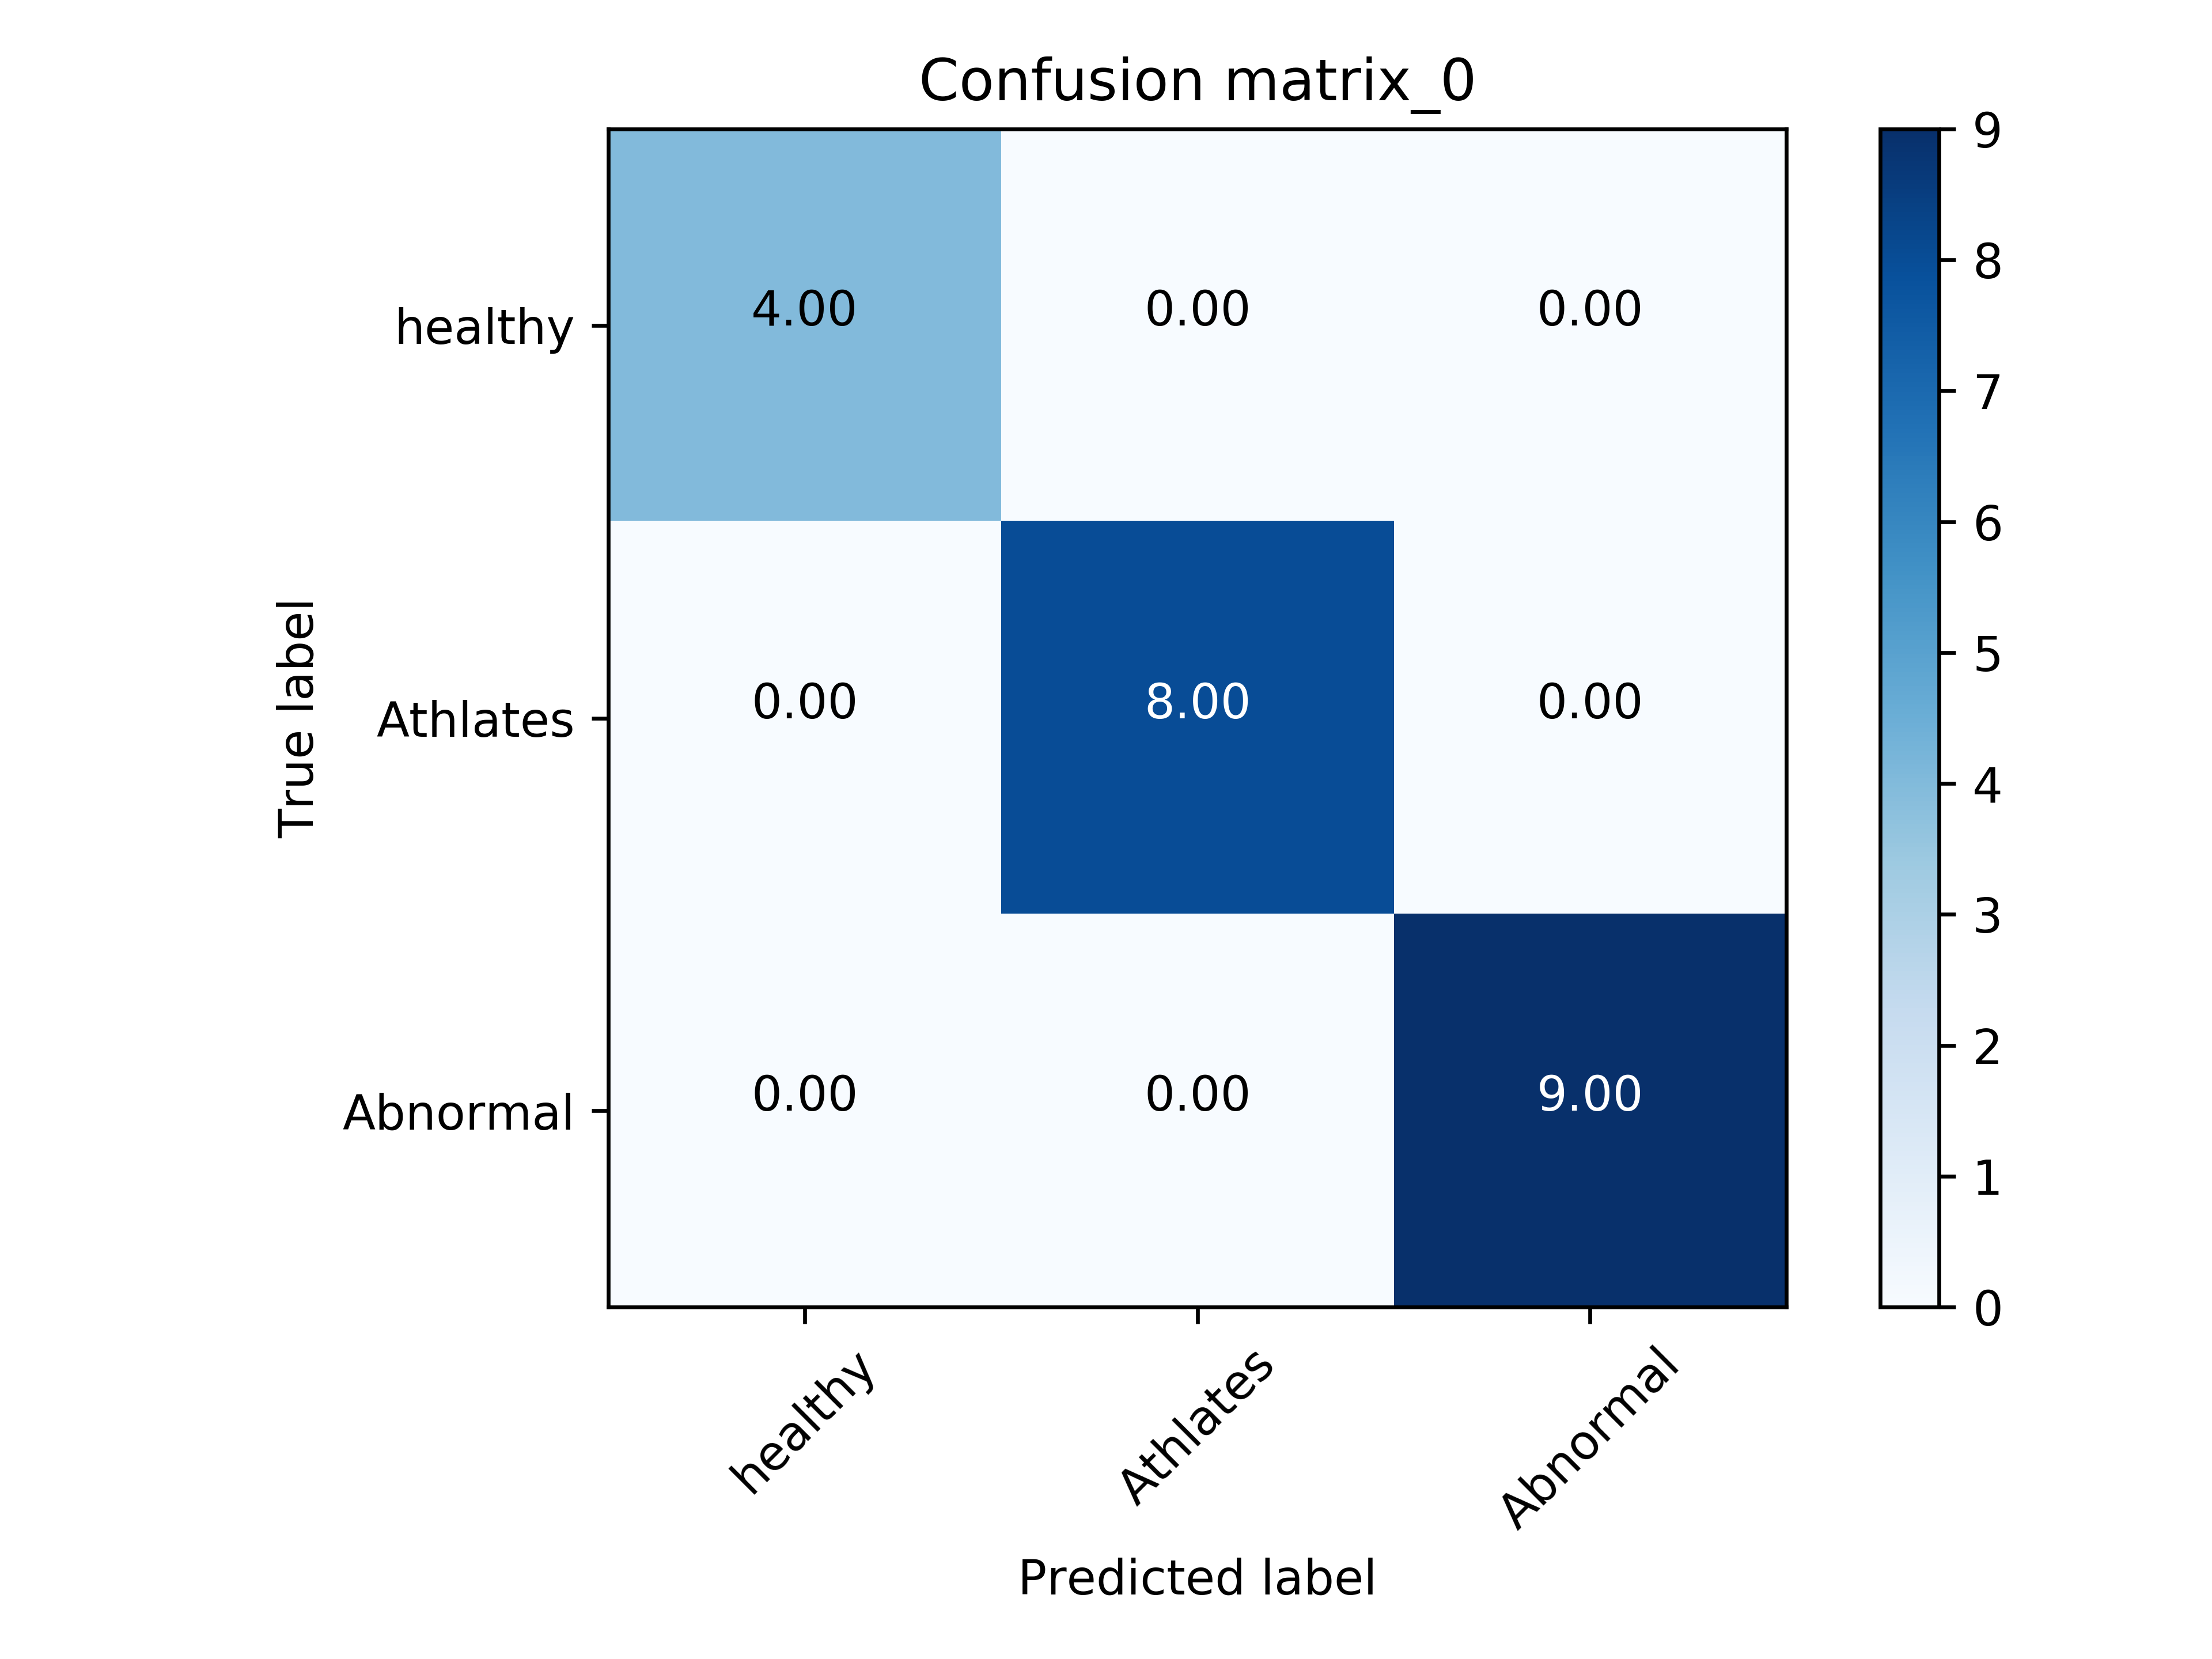 Confusion matrix_0
healthy
Athlates
Abnormal
True label
4.00 0.00 0.00
0.00 8.00 0.00
0.00 0.00 9.00
healthy
Athlates
Abnormal
Predicted label
9
8
7
6
5
4
3
2
1
0